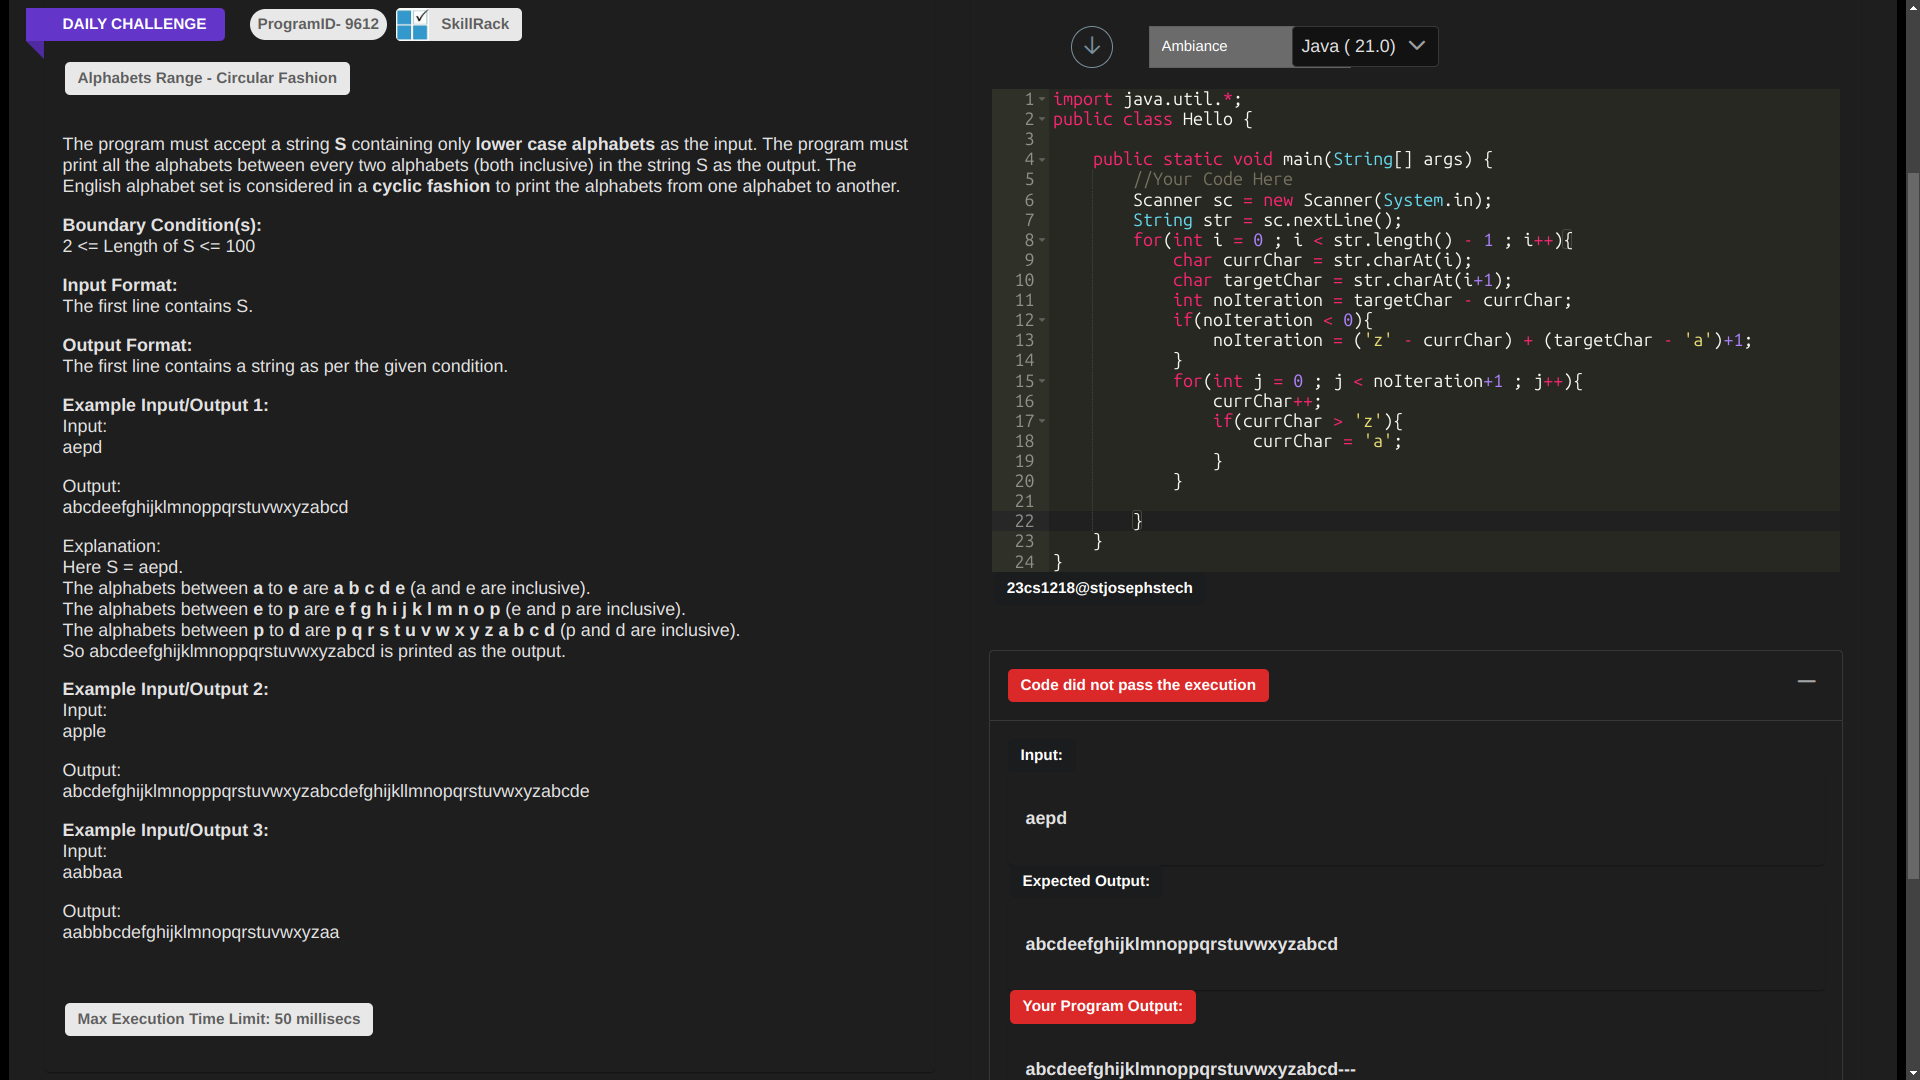 DAILY CHALLENGE
ProgramID- 9612
SkillRack
Alphabets Range - Circular Fashion
The program must accept a string S containing only lower case alphabets as the input. The program must
print all the alphabets between every two alphabets (both inclusive) in the string S as the output. The
English alphabet set is considered in a cyclic fashion to print the alphabets from one alphabet to another.
Boundary Condition(s):
2 <= Length of S <= 100
Input Format:
The first line contains S.
Output Format:
The first line contains a string as per the given condition.
Example Input/Output 1:
Input:
aepd
Output:
abcdeefghijklmnoppqrstuvwxyzabcd
Explanation:
Here S = aepd.
The alphabets between a to e are a b c d e (a and e are inclusive).
The alphabets between e to p are e f g h i j k l m n o p (e and p are inclusive).
The alphabets between p to d are p q r s t u v w x y z a b c d (p and d are inclusive).
So abcdeefghijklmnoppqrstuvwxyzabcd is printed as the output.
Example Input/Output 2:
Input:
apple
Output:
abcdefghijklmnopppqrstuvwxyzabcdefghijkllmnopqrstuvwxyzabcde
Example Input/Output 3:
Input:
aabbaa
Output:
aabbbcdefghijklmnopqrstuvwxyzaa
Max Execution Time Limit: 50 millisecs
Ambiance
Java ( 21.0)
1 import java.util.*;
2 public class Hello {
3
4     public static void main(String[] args) {
5         //Your Code Here
6         Scanner sc = new Scanner(System.in);
7         String str = sc.nextLine();
8         for(int i = 0 ; i < str.length() - 1 ; i++){
9             char currChar = str.charAt(i);
10             char targetChar = str.charAt(i+1);
11             int noIteration = targetChar - currChar;
12             if(noIteration < 0){
13                 noIteration = ('z' - currChar) + (targetChar - 'a')+1;
14             }
15             for(int j = 0 ; j < noIteration+1 ; j++){
16                 currChar++;
17                 if(currChar > 'z'){
18                     currChar = 'a';
19                 }
20             }
21
22         }
23     }
24 }
23cs1218@stjosephstech
Code did not pass the execution
Input:
aepd
Expected Output:
abcdeefghijklmnoppqrstuvwxyzabcd
Your Program Output:
abcdeefghijklmnoppqrstuvwxyzabcd---